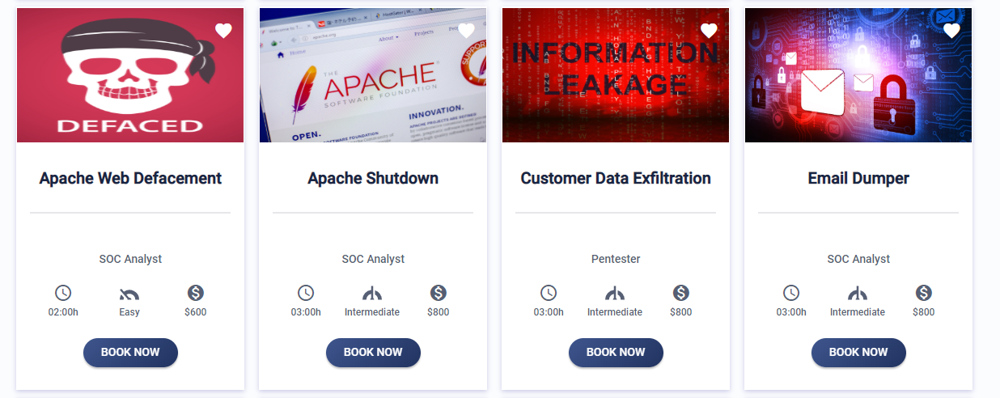 DEFACED
Apache Web Defacement
SOC Analyst
02:00h
Easy
$600
BOOK NOW
apache.org
About
Projects
Home
THE
APACHE
SOFTWARE FOUNDATION
OPEN.
INNOVATION.
Apache Shutdown
SOC Analyst
03:00h
Intermediate
$800
BOOK NOW
INFORMATION
LEAKAGE
Customer Data Exfiltration
Pentester
03:00h
Intermediate
$800
BOOK NOW
Email Dumper
SOC Analyst
03:00h
Intermediate
$800
BOOK NOW